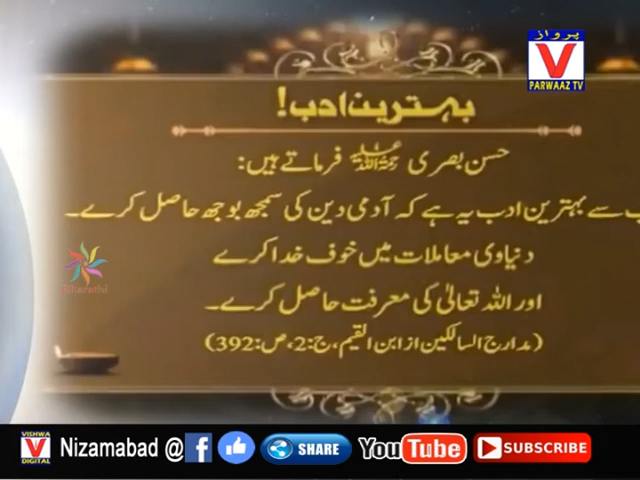 پرواز
V
PARWAAZ TV
بہترین ادب!
حسن بصری رحمۃ اللہ علیہ فرماتے ہیں:
سے بہترین ادب یہ ہے کہ آدمی دین کی سمجھ بوجھ حاصل کرے۔
دنیاوی معاملات میں خوف خدا کرے
اور اللہ تعالیٰ کی معرفت حاصل کرے۔
(مدارج السالکین از ابن القیم، ج:2، ص:392)
Bharathi
VISHWA
V
DIGITAL
Nizamabad @ f SHARE YouTube SUBSCRIBE